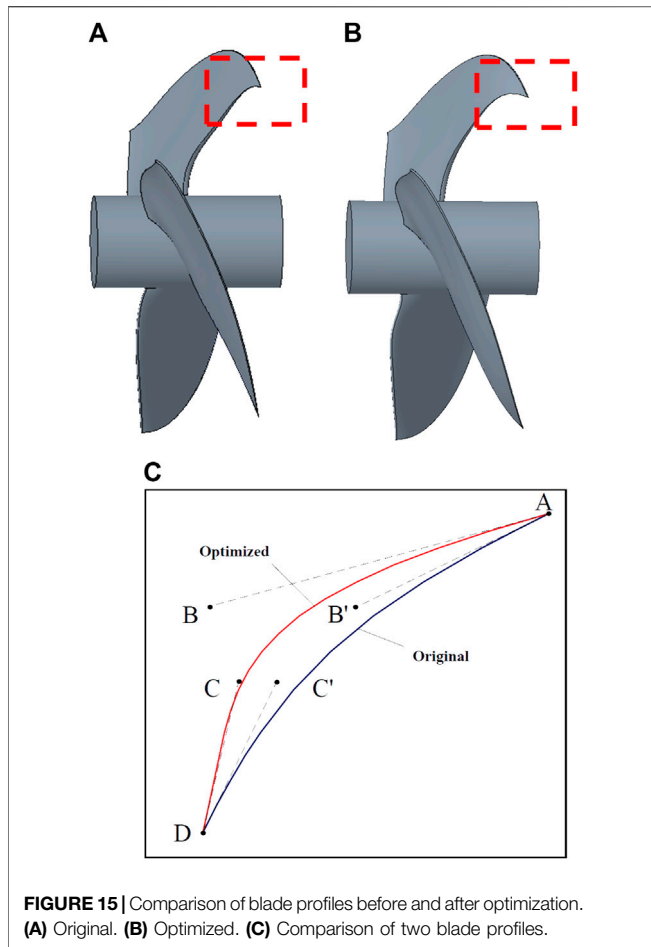 A
B
C
A
Optimized
B
B'
Original
C
C'
D
FIGURE 15 | Comparison of blade profiles before and after optimization.
(A) Original. (B) Optimized. (C) Comparison of two blade profiles.